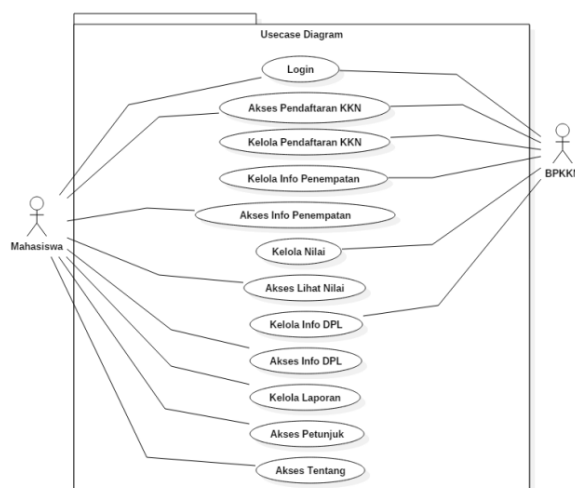 Usecase Diagram
Login
Akses Pendaftaran KKN
Kelola Pendaftaran KKN
Kelola Info Penempatan
BPKKN
Akses Info Penempatan
Mahasiswa
Kelola Nilai
Akses Lihat Nilai
Kelola Info DPL
Akses Info DPL
Kelola Laporan
Akses Petunjuk
Akses Tentang